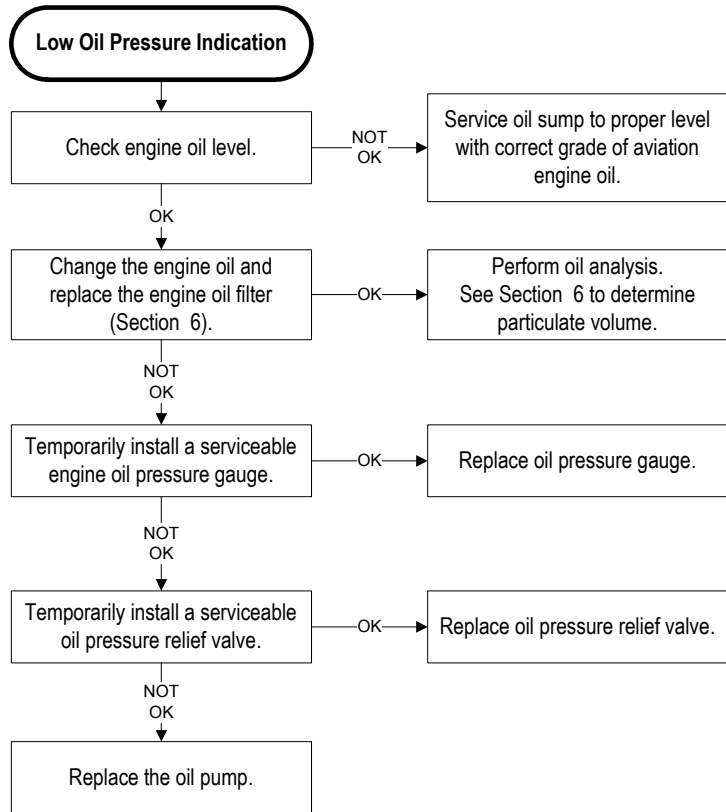 Low Oil Pressure Indication
Check engine oil level.
NOT
OK
Service oil sump to proper level
with correct grade of aviation
engine oil.
OK
Change the engine oil and
replace the engine oil filter
(Section 6).
OK
Perform oil analysis.
See Section 6 to determine
particulate volume.
NOT
OK
Temporarily install a serviceable
engine oil pressure gauge.
OK
Replace oil pressure gauge.
NOT
OK
Temporarily install a serviceable
oil pressure relief valve.
OK
Replace oil pressure relief valve.
NOT
OK
Replace the oil pump.